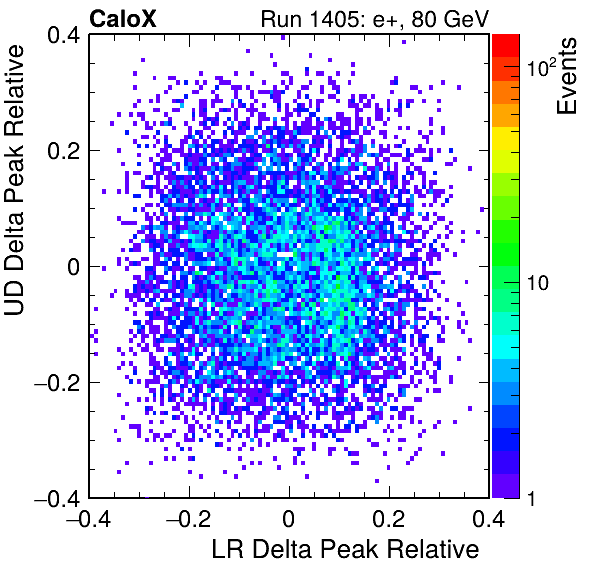 CaloX Run 1405: e+, 80 GeV
UD Delta Peak Relative
0.4
0.2
0
−0.2
−0.4
−0.4 −0.2 0 0.2 0.4
LR Delta Peak Relative
Events
10²
10
1